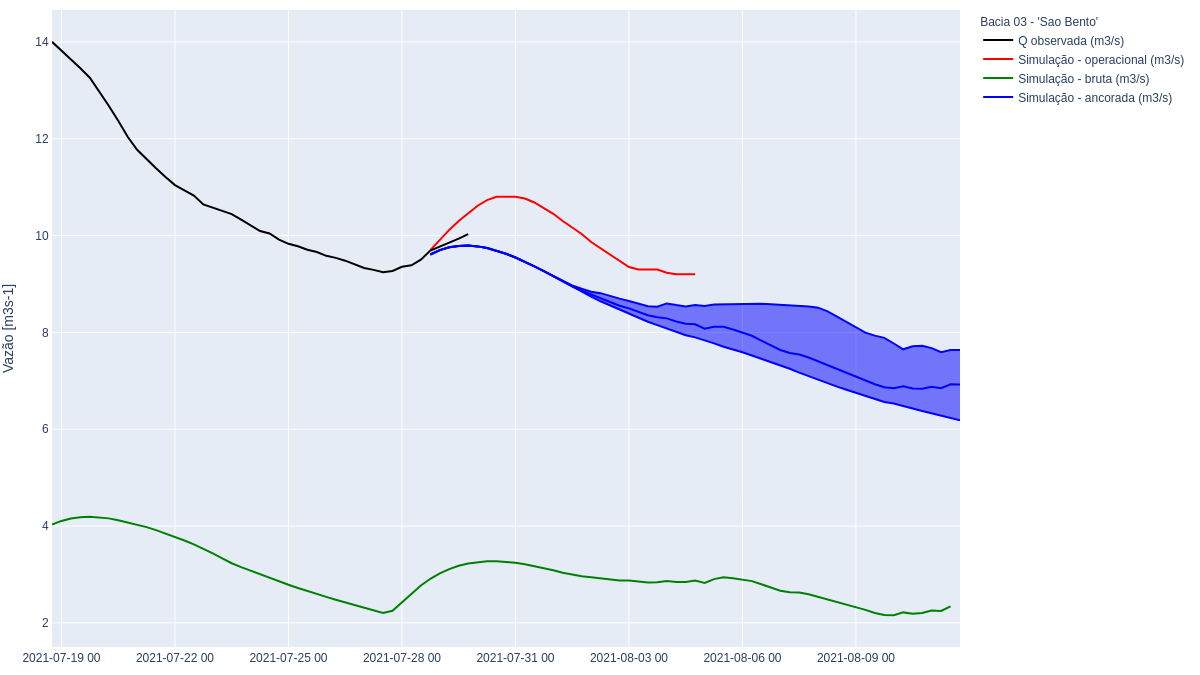 Bacia 03 - 'Sao Bento'
Q observada (m3/s)
Simulação - operacional (m3/s)
Simulação - bruta (m3/s)
Simulação - ancorada (m3/s)
Vazão [m3s-1]
14
12
10
8
6
4
2
2021-07-19 00
2021-07-22 00
2021-07-25 00
2021-07-28 00
2021-07-31 00
2021-08-03 00
2021-08-06 00
2021-08-09 00